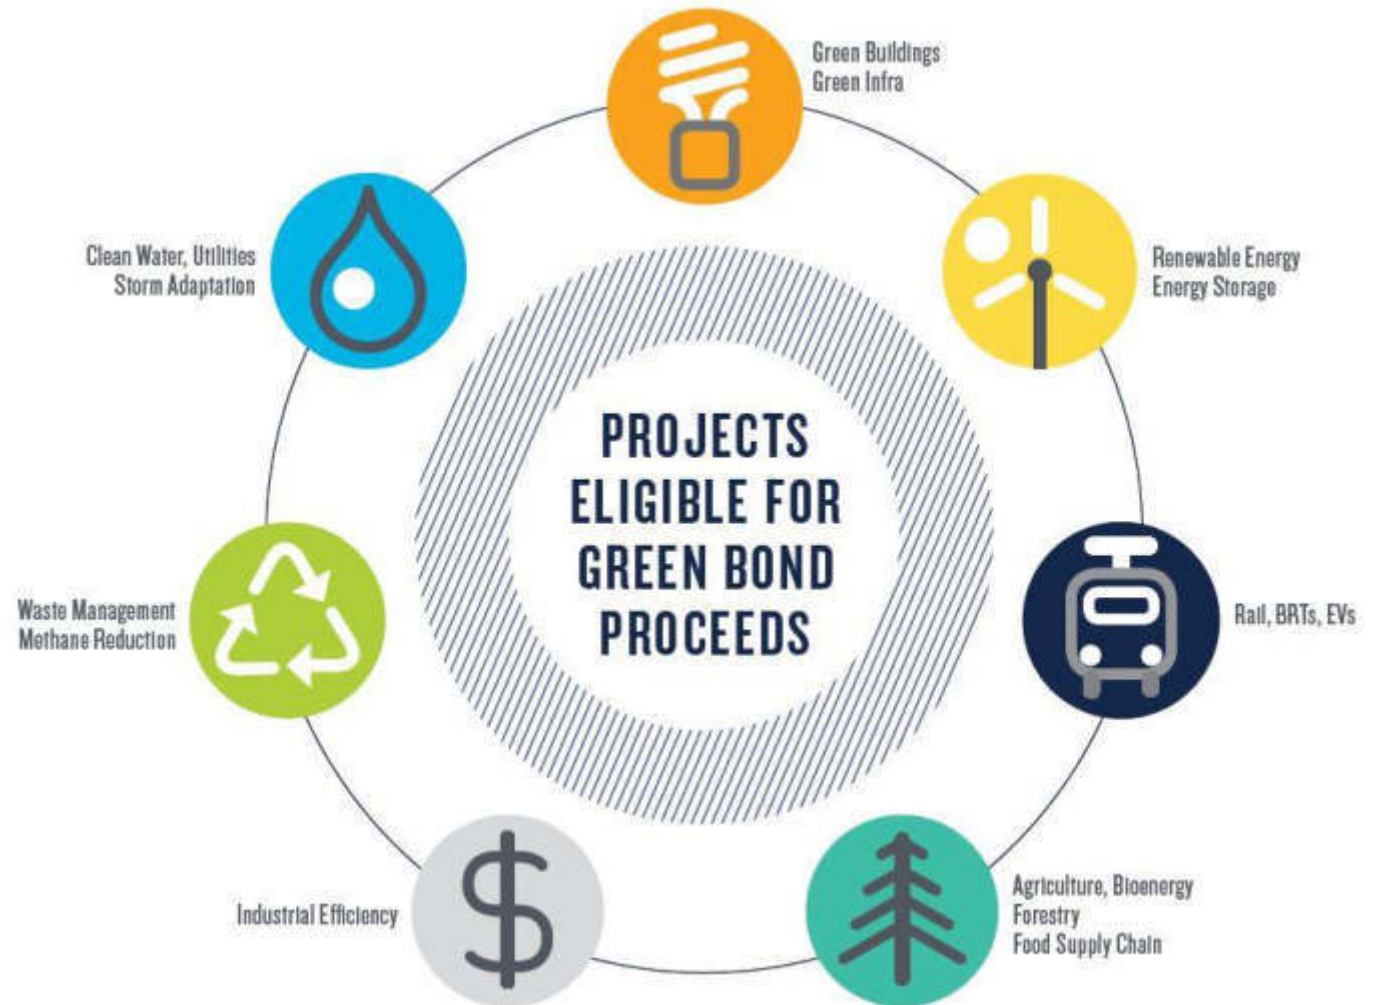 Green Buildings
Green Infra
Clean Water, Utilities
Storm Adaptation
Renewable Energy
Energy Storage
PROJECTS
ELIGIBLE FOR
GREEN BOND
PROCEEDS
Waste Management
Methane Reduction
Rail, BRTs, EVs
Industrial Efficiency
Agriculture, Bioenergy
Forestry
Food Supply Chain